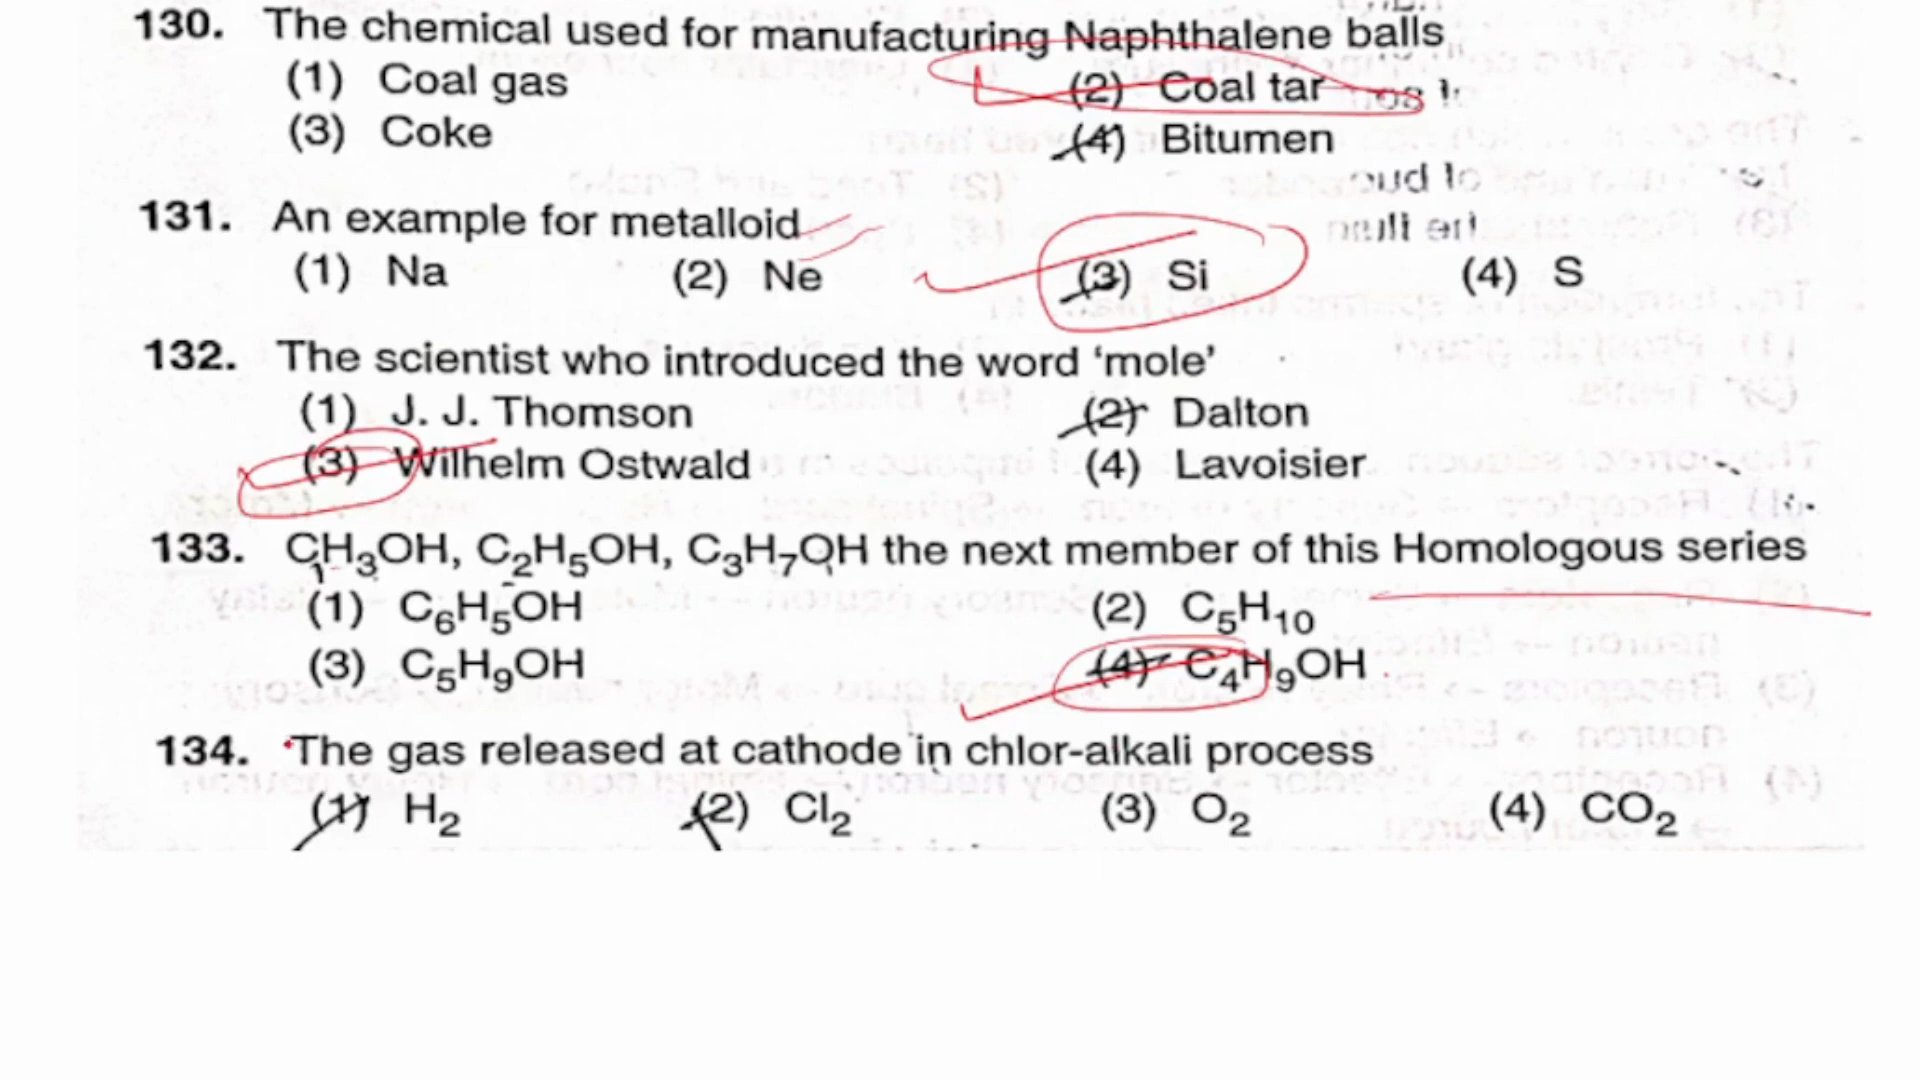 130. The chemical used for manufacturing Naphthalene balls
(1) Coal gas (2) Coal tar
(3) Coke (4) Bitumen
131. An example for metalloid
(1) Na (2) Ne (3) Si (4) S
132. The scientist who introduced the word ‘mole’
(1) J. J. Thomson (2) Dalton
(3) Wilhelm Ostwald (4) Lavoisier
133. CH₃OH, C₂H₅OH, C₃H₇OH the next member of this Homologous series
(1) C₆H₅OH (2) C₅H₁₀
(3) C₅H₉OH (4) C₄H₉OH
134. The gas released at cathode in chlor-alkali process
(1) H₂ (2) Cl₂ (3) O₂ (4) CO₂